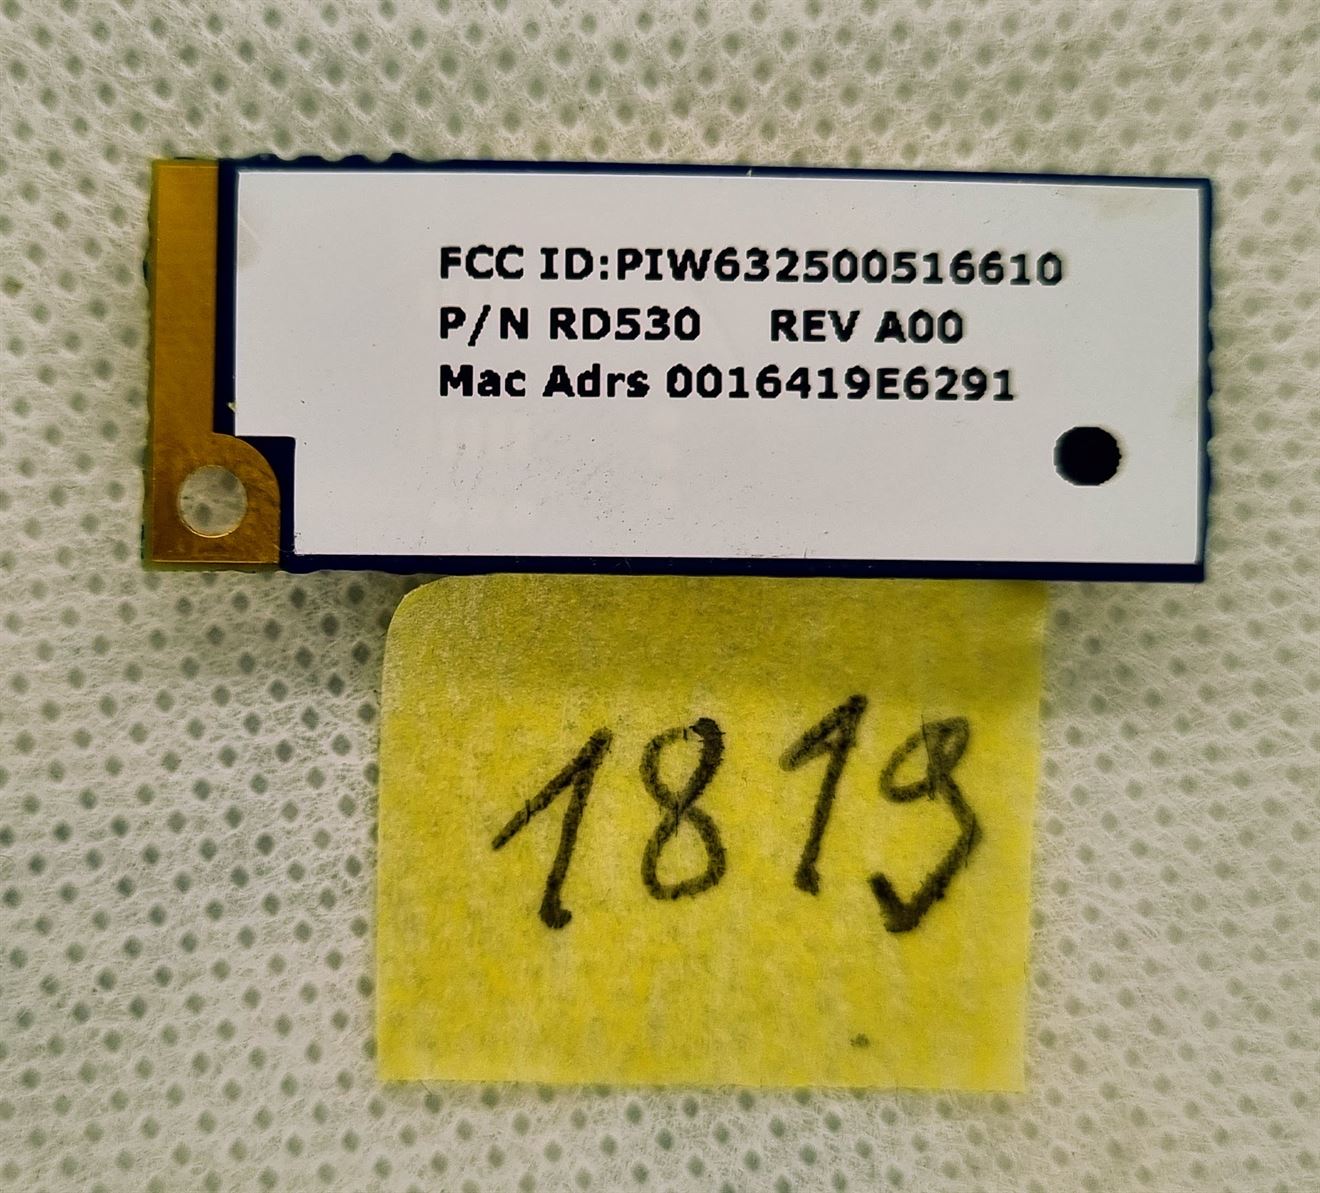 FCC ID:PIW632500516610
P/N RD530 REV A00
Mac Adrs 0016419E6291
1819